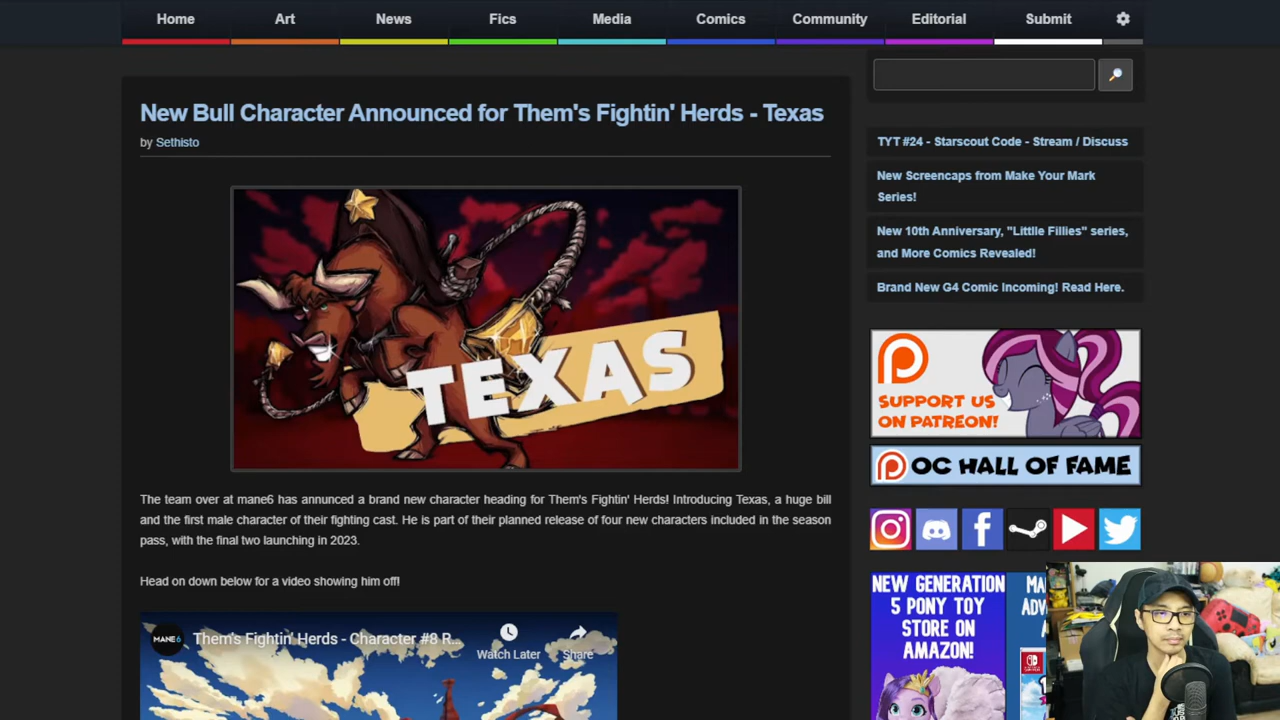 Home Art News Fics Media Comics Community Editorial Submit
New Bull Character Announced for Them's Fightin' Herds - Texas
by Sethisto
TEXAS
The team over at mane6 has annunced a brand new character heading for Them's Fightin' Herds! Introducing Texas, a huge bill
and the first male character of their fighting cast. He is part of their planned release of four new characters included in the season
pass, with the final two launching in 2023.
Head on down below for a video showing him off!
MANE6 Them's Fightin' Herds - Character #8 R...
Watch Later Share
TYT #24 - Starscout Code - Stream / Discuss
New Screencaps from Make Your Mark
Series!
New 10th Anniversary, "Littlle Fillies" series,
and More Comics Revealed!
Brand New G4 Comic Incoming! Read Here.
SUPPORT US
ON PATREON!
OC HALL OF FAME
NEW GENERATION
5 PONY TOY
STORE ON
AMAZON!